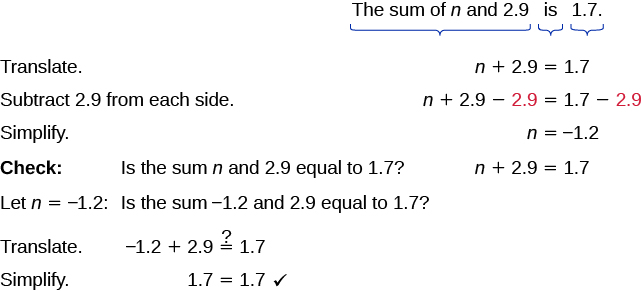 The sum of n and 2.9 is 1.7.
Translate. n + 2.9 = 1.7
Subtract 2.9 from each side. n + 2.9 − 2.9 = 1.7 − 2.9
Simplify. n = −1.2
Check: Is the sum n and 2.9 equal to 1.7? n + 2.9 = 1.7
Let n = −1.2: Is the sum −1.2 and 2.9 equal to 1.7?
Translate. −1.2 + 2.9 ≟ 1.7
Simplify. 1.7 = 1.7 ✓